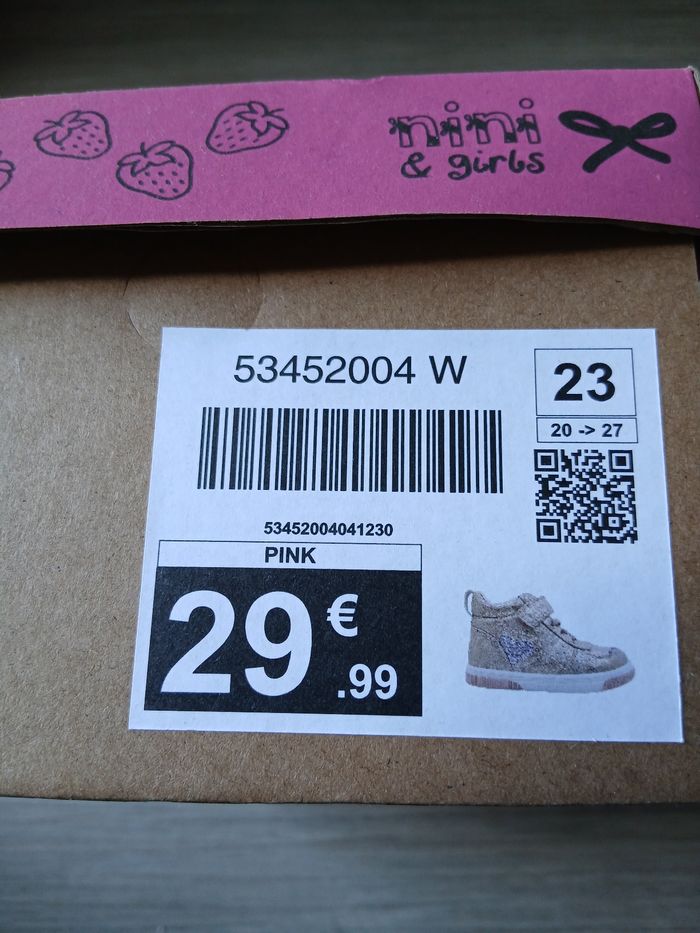 nini
& girls
53452004 W
23
20 -> 27
53452004041230
PINK
29 €
.99